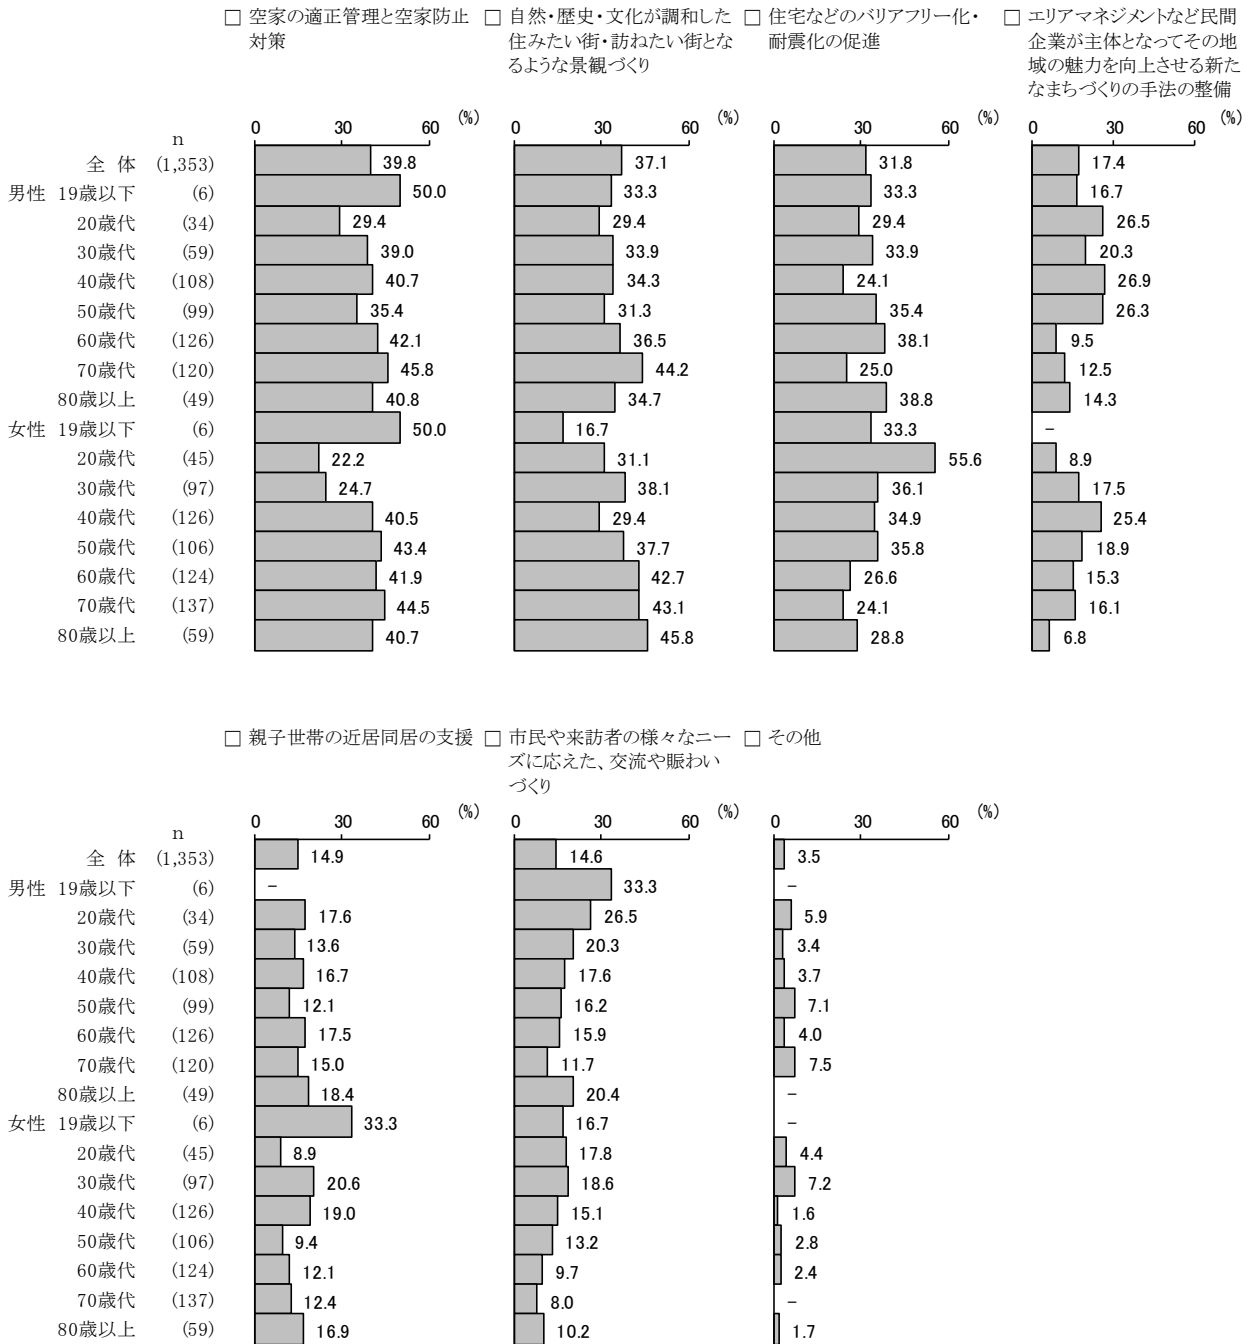 □ 空家の適正管理と空家防止
対策
□ 自然・歴史・文化が調和した
住みたい街・訪ねたい街とな
るような景観づくり
□ 住宅などのバリアフリー化・
耐震化の促進
□ エリアマネジメントなど民間
企業が主体となってその地
域の魅力を向上させる新た
なまちづくりの手法の整備
0 30 60 (%) 0 30 60 (%) 0 30 60 (%) 0 30 60 (%)
n
全 体 (1,353) 39.8 37.1 31.8 17.4
男性 19歳以下 (6) 50.0 33.3 33.3 16.7
20歳代 (34) 29.4 29.4 29.4 26.5
30歳代 (59) 39.0 33.9 33.9 20.3
40歳代 (108) 40.7 34.3 24.1 26.9
50歳代 (99) 35.4 31.3 35.4 26.3
60歳代 (126) 42.1 36.5 38.1 9.5
70歳代 (120) 45.8 44.2 25.0 12.5
80歳以上 (49) 40.8 34.7 38.8 14.3
女性 19歳以下 (6) 50.0 16.7 33.3 −
20歳代 (45) 22.2 31.1 55.6 8.9
30歳代 (97) 24.7 38.1 36.1 17.5
40歳代 (126) 40.5 29.4 34.9 25.4
50歳代 (106) 43.4 37.7 35.8 18.9
60歳代 (124) 41.9 42.7 26.6 15.3
70歳代 (137) 44.5 43.1 24.1 16.1
80歳以上 (59) 40.7 45.8 28.8 6.8
□ 親子世帯の近居同居の支援
□ 市民や来訪者の様々なニー
ズに応えた、交流や賑わい
づくり
□ その他
0 30 60 (%) 0 30 60 (%) 0 30 60 (%)
n
全 体 (1,353) 14.9 14.6 3.5
男性 19歳以下 (6) − 33.3 −
20歳代 (34) 17.6 26.5 5.9
30歳代 (59) 13.6 20.3 3.4
40歳代 (108) 16.7 17.6 3.7
50歳代 (99) 12.1 16.2 7.1
60歳代 (126) 17.5 15.9 4.0
70歳代 (120) 15.0 11.7 7.5
80歳以上 (49) 18.4 20.4 −
女性 19歳以下 (6) 33.3 16.7 −
20歳代 (45) 8.9 17.8 4.4
30歳代 (97) 20.6 18.6 7.2
40歳代 (126) 19.0 15.1 1.6
50歳代 (106) 9.4 13.2 2.8
60歳代 (124) 12.1 9.7 2.4
70歳代 (137) 12.4 8.0 −
80歳以上 (59) 16.9 10.2 1.7